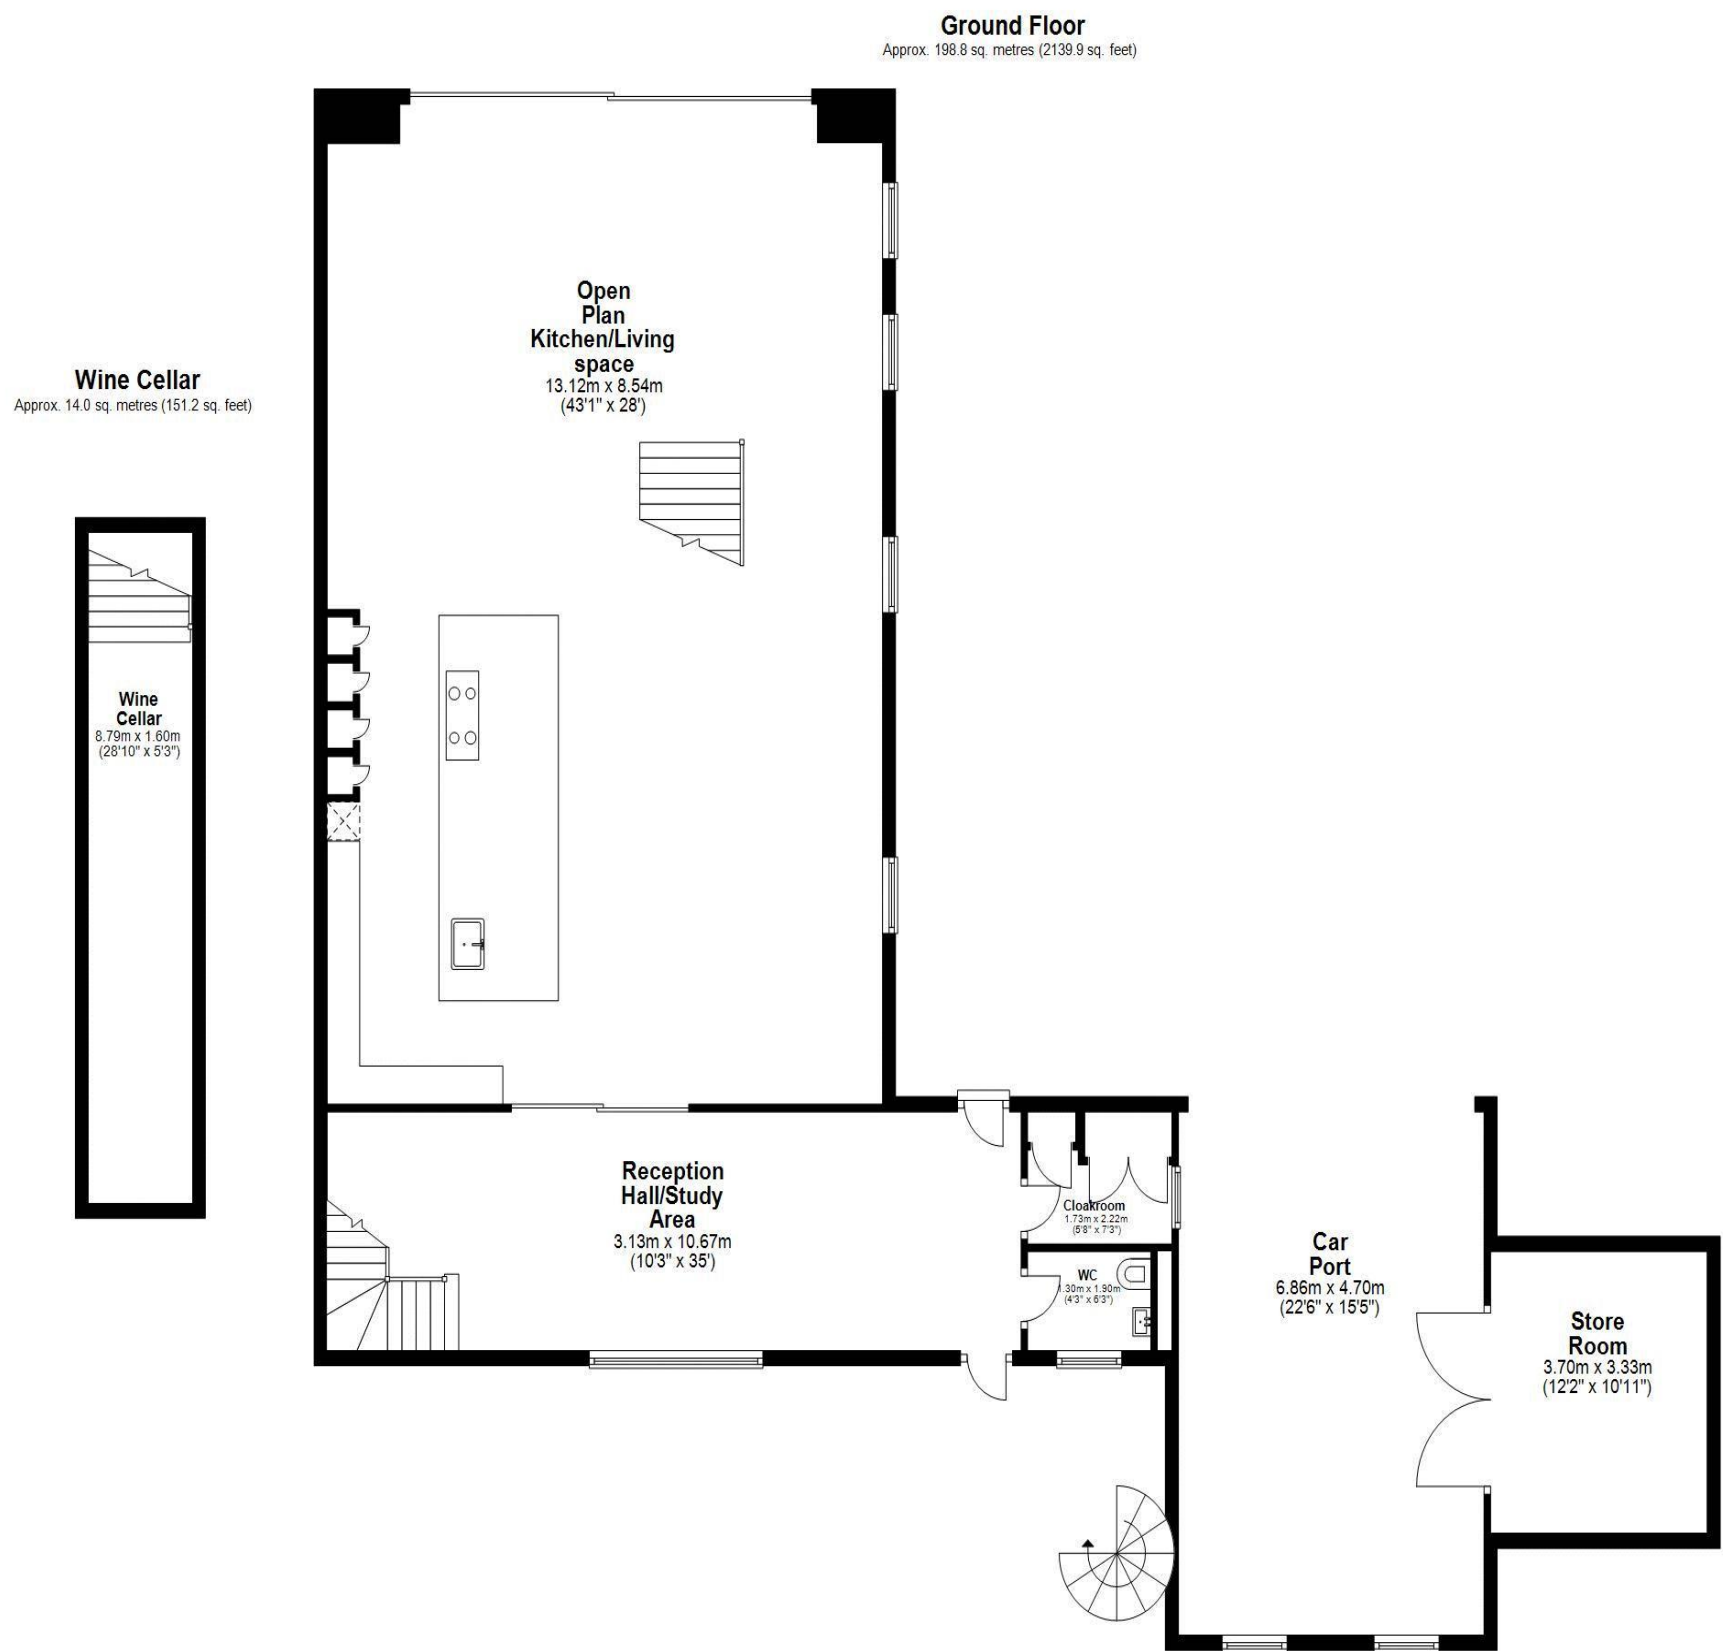 Ground Floor
Approx. 198.8 sq. metres (2139.9 sq. feet)
Open
Plan
Kitchen/Living
space
13.12m x 8.54m
(43'1" x 28')
Wine Cellar
Approx. 14.0 sq. metres (151.2 sq. feet)
Wine
Cellar
8.79m x 1.60m
(28'10" x 5'3")
Reception
Hall/Study
Area
3.13m x 10.67m
(10'3" x 35')
Cloakroom
1.73m x 2.22m
(5'8" x 7'3")
WC
1.30m x 1.90m
(4'3" x 6'3")
Car
Port
6.86m x 4.70m
(22'6" x 15'5")
Store
Room
3.70m x 3.33m
(12'2" x 10'11")